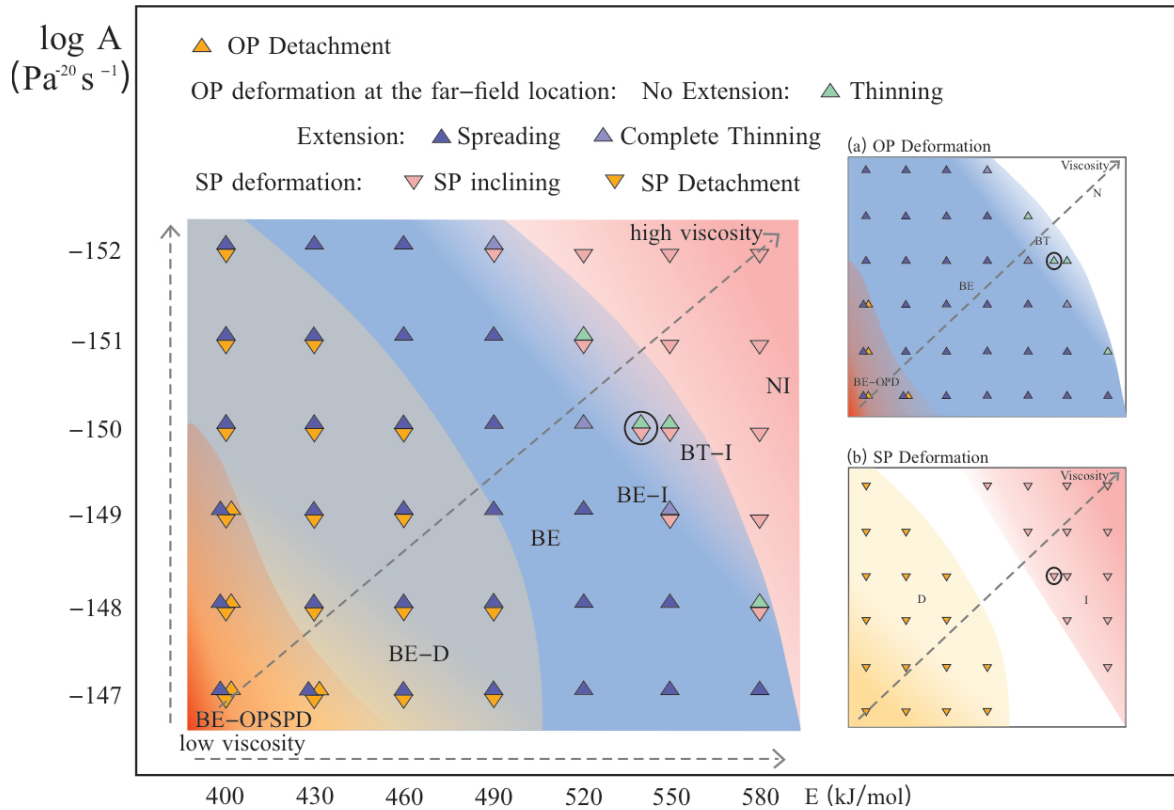 log A
(Pa-20 s -1)
OP Detachment
OP deformation at the far-field location: No Extension: Thinning
Extension: Spreading Complete Thinning
SP deformation: SP inclining SP Detachment
(a) OP Deformation
Viscosity
N
BT
BE
BE-OPD
(b) SP Deformation
Viscosity
D
I
high viscosity
-152
-151
-150
-149
-148
-147
NI
BT-I
BE-I
BE
BE-D
BE-OPSPD
low viscosity
400 430 460 490 520 550 580 E (kJ/mol)